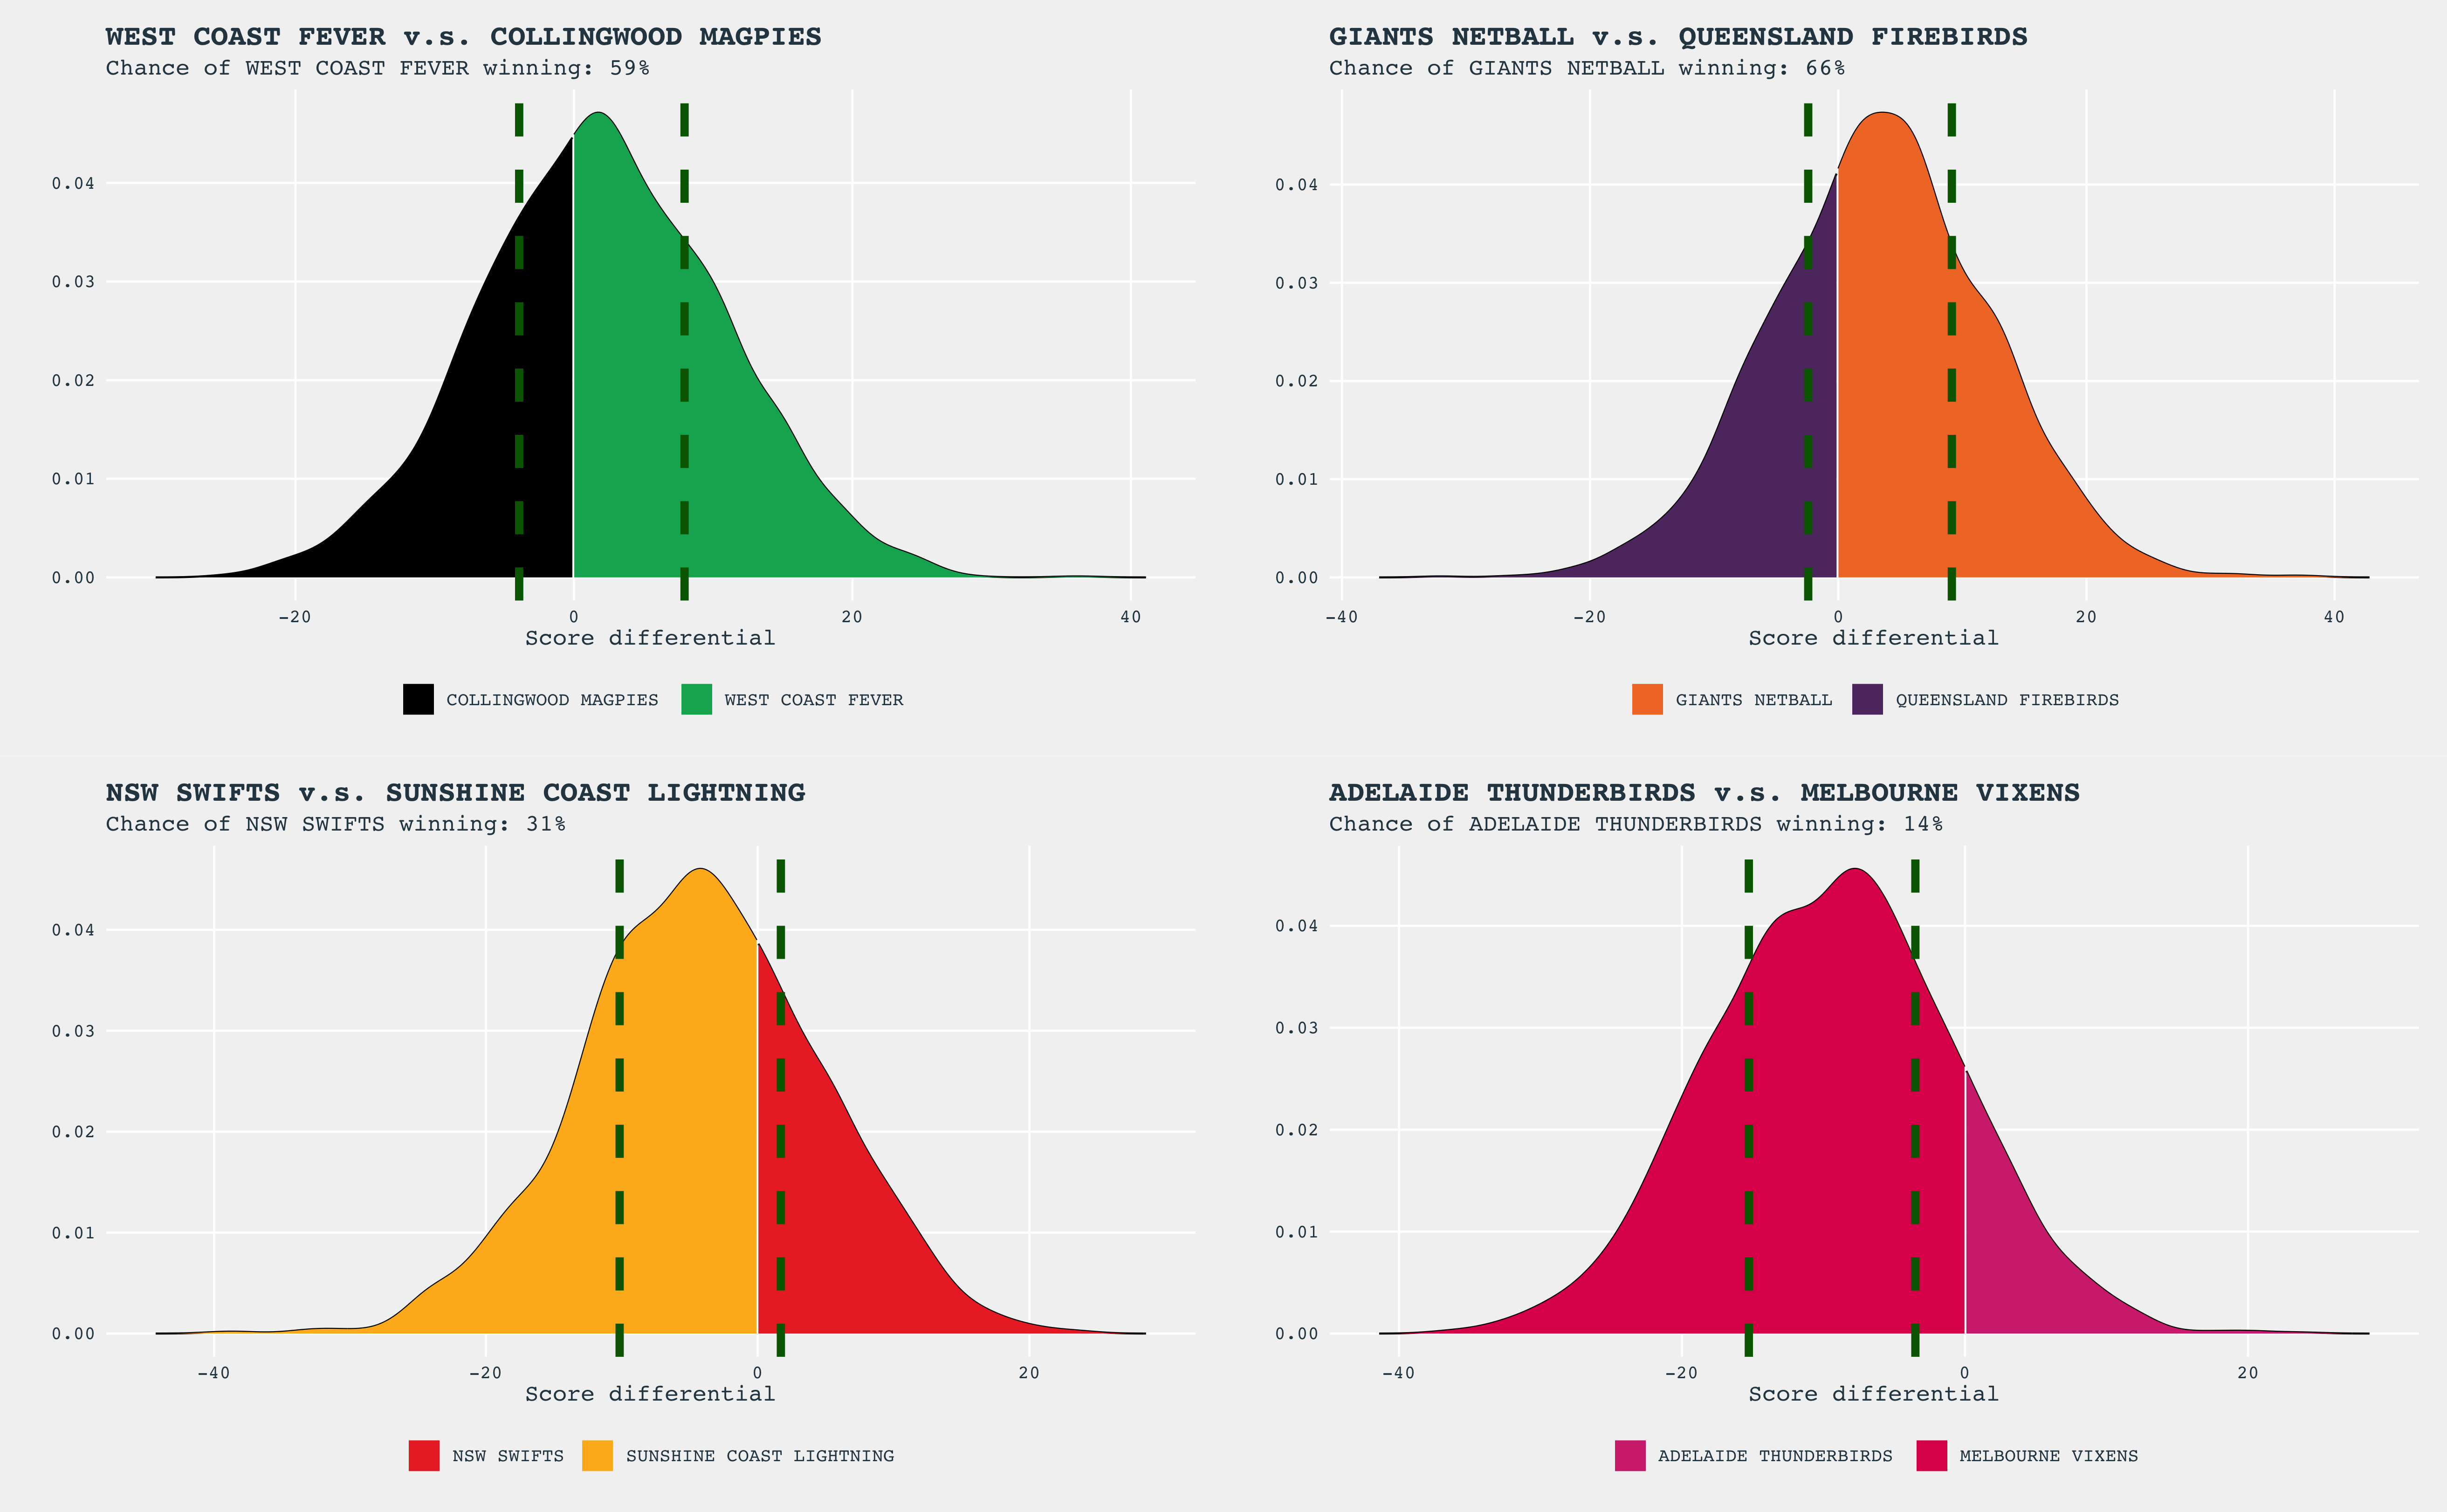 WEST COAST FEVER v.s. COLLINGWOOD MAGPIES
Chance of WEST COAST FEVER winning: 59%
0.04
0.03
0.02
0.01
0.00
-20 0 20 40
Score differential
COLLINGWOOD MAGPIES WEST COAST FEVER
GIANTS NETBALL v.s. QUEENSLAND FIREBIRDS
Chance of GIANTS NETBALL winning: 66%
0.04
0.03
0.02
0.01
0.00
-40 -20 0 20 40
Score differential
GIANTS NETBALL QUEENSLAND FIREBIRDS
NSW SWIFTS v.s. SUNSHINE COAST LIGHTNING
Chance of NSW SWIFTS winning: 31%
0.04
0.03
0.02
0.01
0.00
-40 -20 0 20
Score differential
NSW SWIFTS SUNSHINE COAST LIGHTNING
ADELAIDE THUNDERBIRDS v.s. MELBOURNE VIXENS
Chance of ADELAIDE THUNDERBIRDS winning: 14%
0.04
0.03
0.02
0.01
0.00
-40 -20 0 20
Score differential
ADELAIDE THUNDERBIRDS MELBOURNE VIXENS